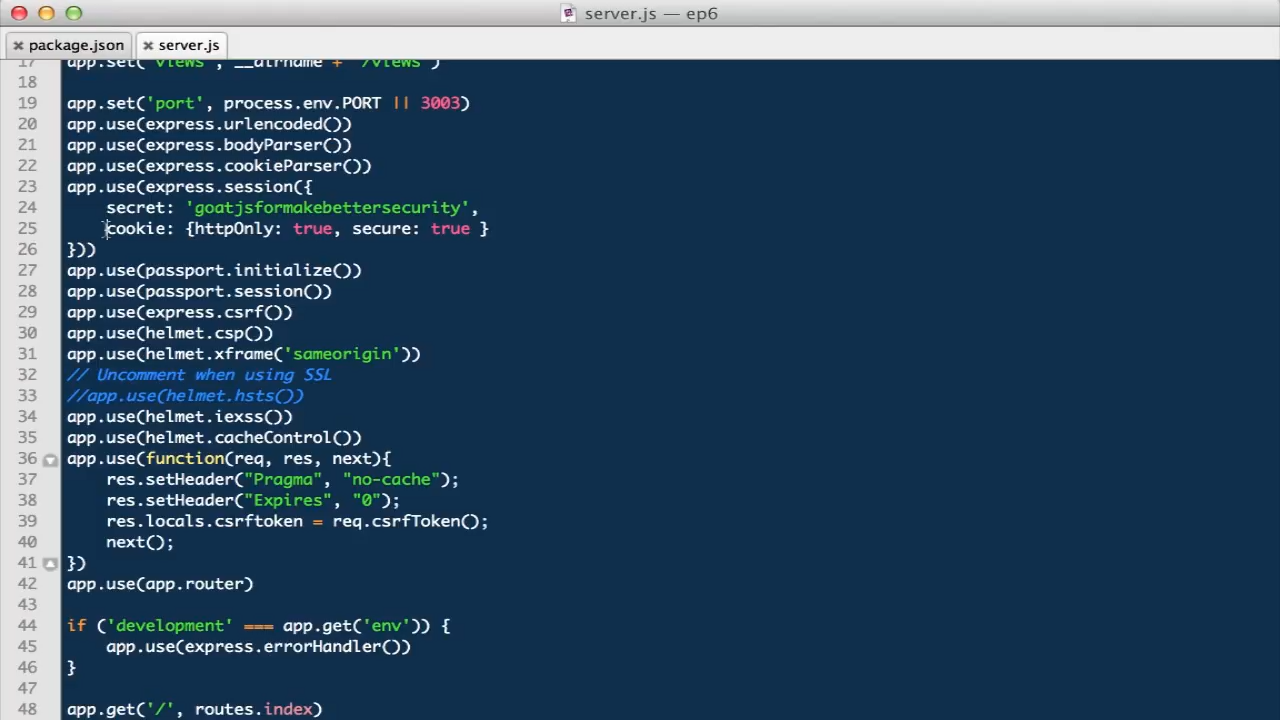 server.js — ep6
package.json
server.js
17 app.set('views', __dirname + '/views')
18
19 app.set('port', process.env.PORT || 3003)
20 app.use(express.urlencoded())
21 app.use(express.bodyParser())
22 app.use(express.cookieParser())
23 app.use(express.session({
24 secret: 'goatjsformakebettersecurity',
25 cookie: {httpOnly: true, secure: true }
26 }))
27 app.use(passport.initialize())
28 app.use(passport.session())
29 app.use(express.csrf())
30 app.use(helmet.csp())
31 app.use(helmet.xframe('sameorigin'))
32 // Uncomment when using SSL
33 //app.use(helmet.hsts())
34 app.use(helmet.iexss())
35 app.use(helmet.cacheControl())
36 app.use(function(req, res, next){
37 res.setHeader("Pragma", "no-cache");
38 res.setHeader("Expires", "0");
39 res.locals.csrftoken = req.csrfToken();
40 next();
41 })
42 app.use(app.router)
43
44 if ('development' === app.get('env')) {
45 app.use(express.errorHandler())
46 }
47
48 app.get('/', routes.index)